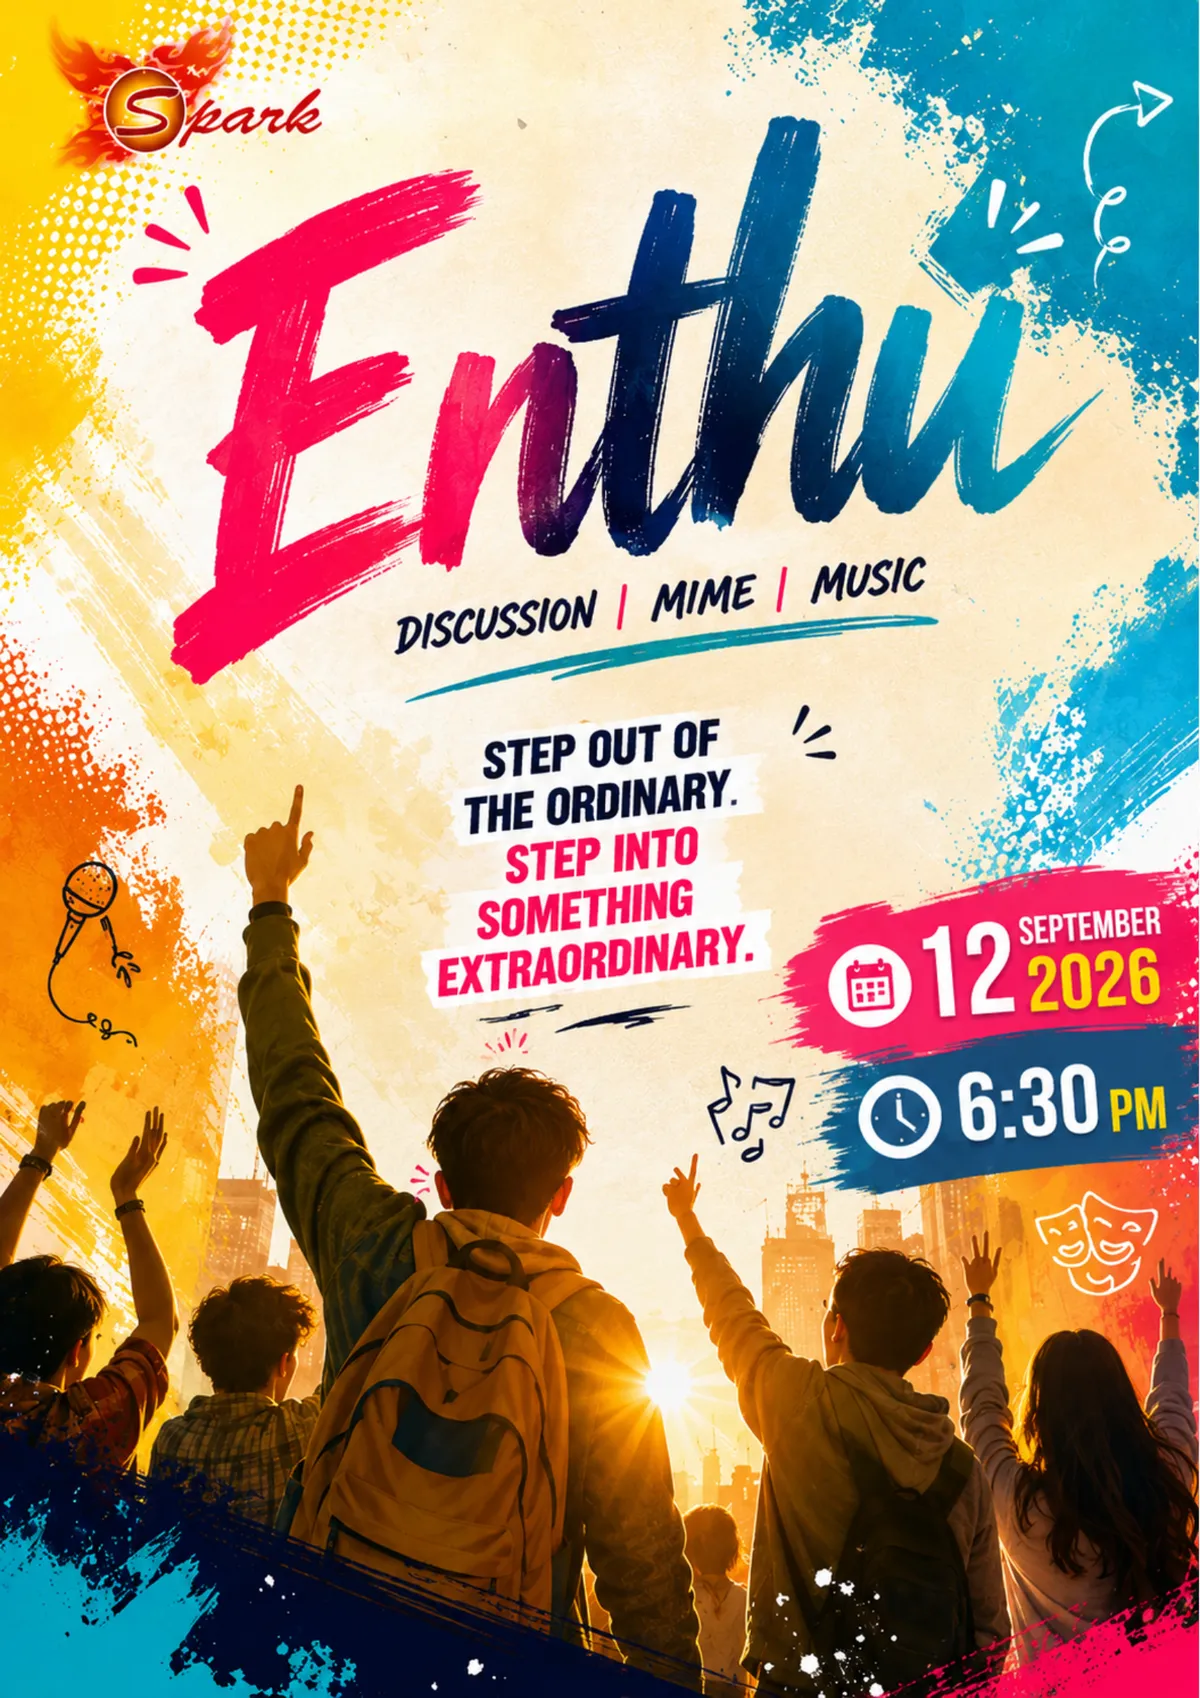 Spark
Enthu
DISCUSSION | MIME | MUSIC
STEP OUT OF
THE ORDINARY.
STEP INTO
SOMETHING
EXTRAORDINARY.
12 SEPTEMBER
2026
6:30 PM